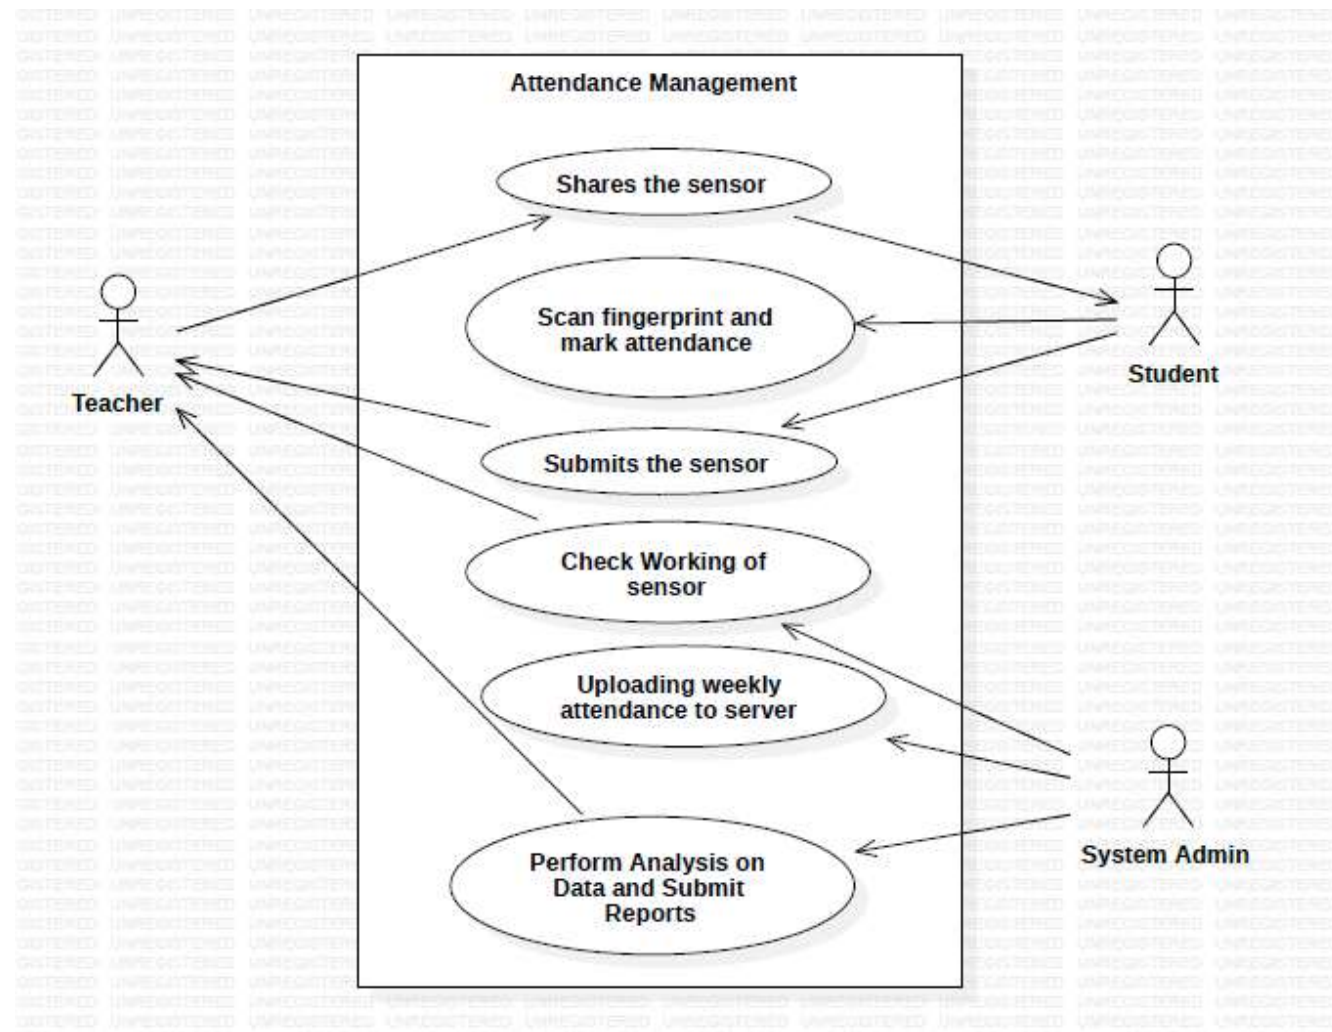 Attendance Management
Shares the sensor
Scan fingerprint and
mark attendance
Student
Teacher
Submits the sensor
Check Working of
sensor
Uploading weekly
attendance to server
System Admin
Perform Analysis on
Data and Submit
Reports